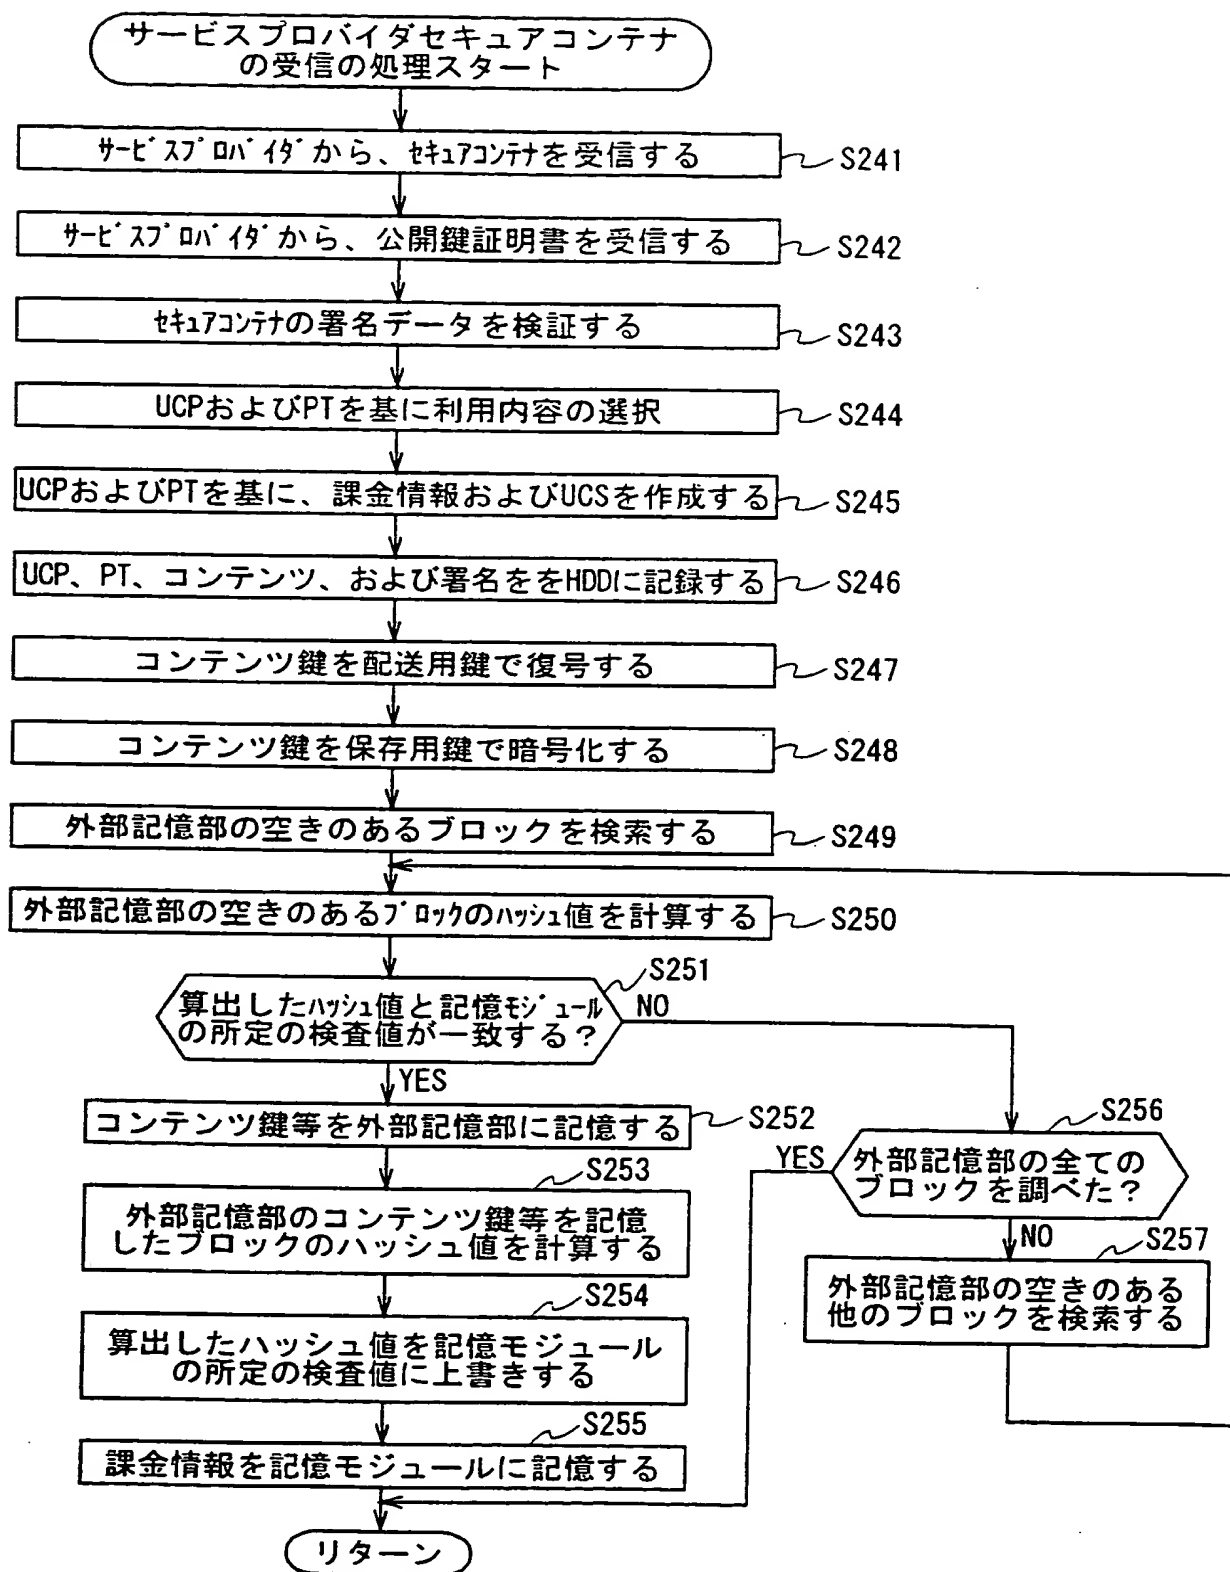 サービスプロバイダセキュアコンテナ
の受信の処理スタート
ｻｰﾋﾞｽﾌﾟﾛﾊﾞｲﾀﾞから、ｾｷｭｱｺﾝﾃﾅを受信する
S241
ｻｰﾋﾞｽﾌﾟﾛﾊﾞｲﾀﾞから、公開鍵証明書を受信する
S242
ｾｷｭｱｺﾝﾃﾅの署名データを検証する
S243
UCPおよびPTを基に利用内容の選択
S244
UCPおよびPTを基に、課金情報およびUCSを作成する
S245
UCP、PT、コンテンツ、および署名ををHDDに記録する
S246
コンテンツ鍵を配送用鍵で復号する
S247
コンテンツ鍵を保存用鍵で暗号化する
S248
外部記憶部の空きのあるブロックを検索する
S249
外部記憶部の空きのあるﾌﾞﾛｯｸのﾊｯｼｭ値を計算する
S250
S251
算出したﾊｯｼｭ値と記憶ﾓｼﾞｭｰﾙ
の所定の検査値が一致する？
NO
YES
コンテンツ鍵等を外部記憶部に記憶する
S252
S256
外部記憶部の全ての
ブロックを調べた？
YES
NO
S253
外部記憶部のコンテンツ鍵等を記憶
したブロックのハッシュ値を計算する
S257
外部記憶部の空きのある
他のブロックを検索する
S254
算出したハッシュ値を記憶モジュール
の所定の検査値に上書きする
S255
課金情報を記憶モジュールに記憶する
リターン